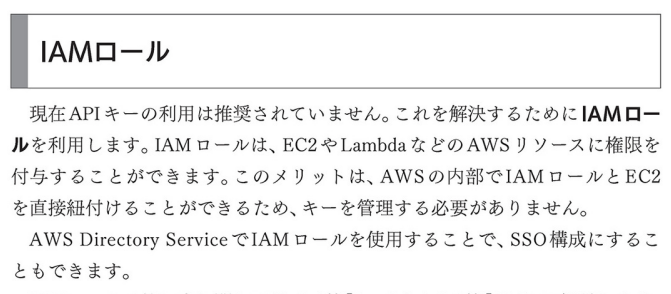 IAMロール
現在APIキーの利用は推奨されていません。これを解決するためにIAMロー
ルを利用します。IAMロールは、EC2やLambdaなどのAWSリソースに権限を
付与することができます。このメリットは、AWSの内部でIAMロールとEC2
を直接紐付けることができるため、キーを管理する必要がありません。
AWS Directory ServiceでIAMロールを使用することで、SSO構成にするこ
ともできます。